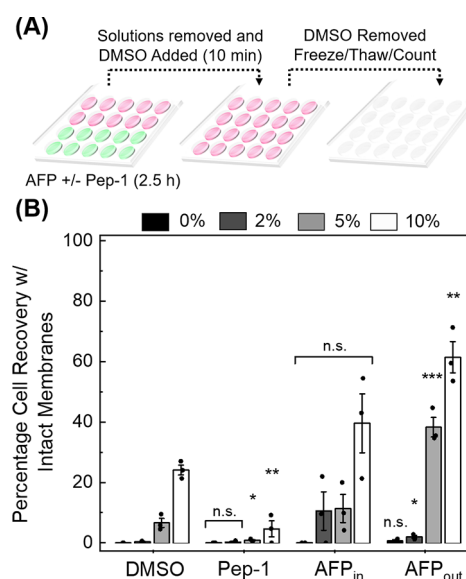 (A)
Solutions removed and
DMSO Added (10 min)
DMSO Removed
Freeze/Thaw/Count
AFP +/- Pep-1 (2.5 h)
(B)
0% 2% 5% 10%
Percentage Cell Recovery w/
Intact Membranes
100
80
60
40
20
0
n.s.
*
**
n.s.
n.s.
*
***
**
DMSO Pep-1 AFPin AFPout